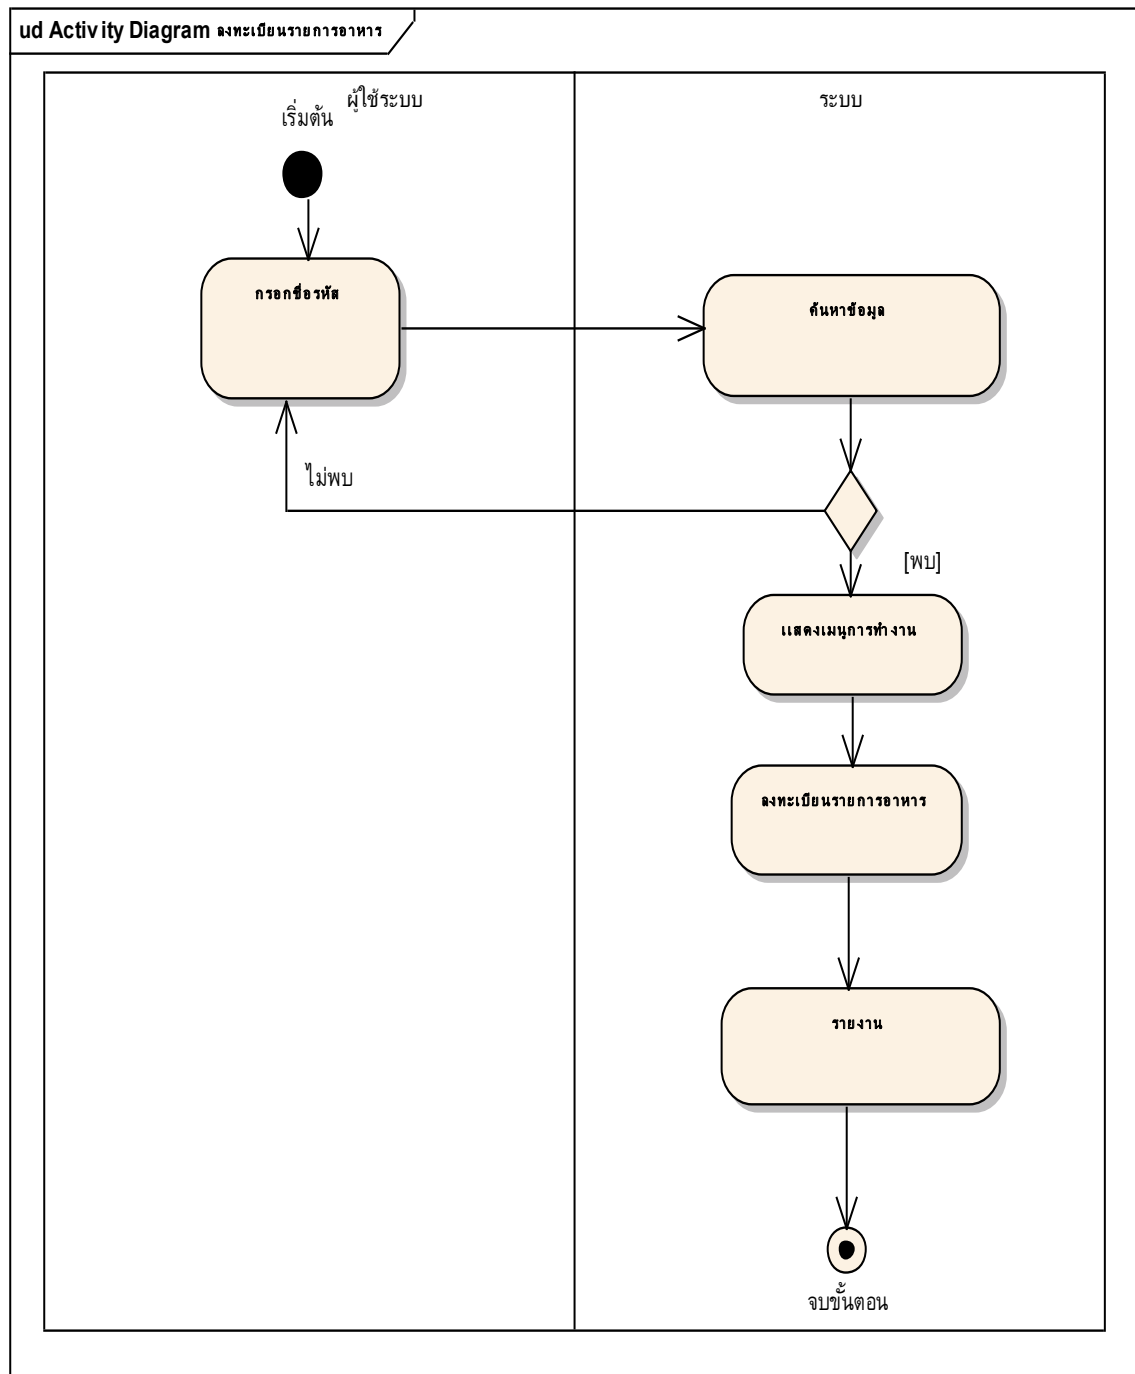 ud Activity Diagram ลงทะเบียนรายการอาหาร
ผู้ใช้ระบบ
ระบบ
เริ่มต้น
กรอกชื่อรหัส
ค้นหาข้อมูล
ไม่พบ
[พบ]
แสดงเมนูการทำงาน
ลงทะเบียนรายการอาหาร
รายงาน
จบขั้นตอน